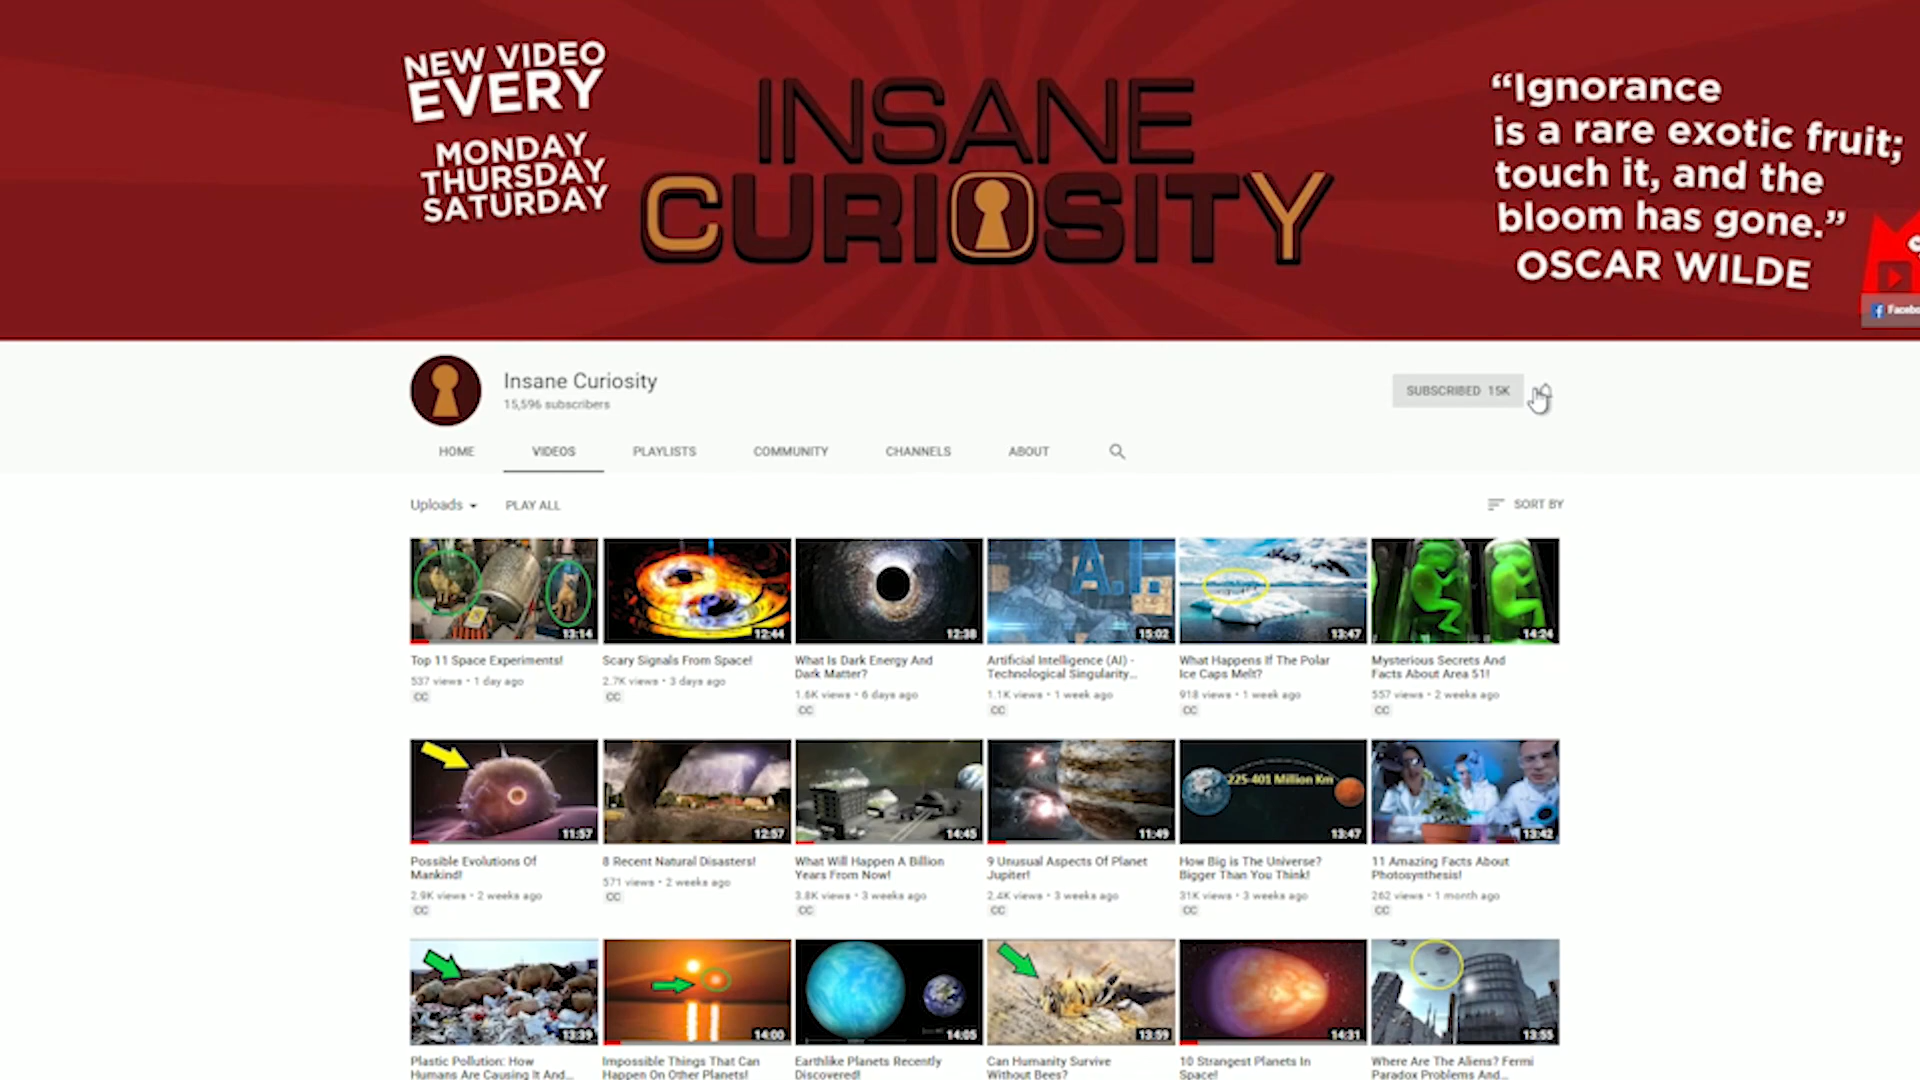 NEW VIDEO
EVERY
MONDAY
THURSDAY
SATURDAY
INSANE
CURIOSITY
“Ignorance
is a rare exotic fruit;
touch it, and the
bloom has gone.”
OSCAR WILDE
Insane Curiosity
15,596 subscribers
SUBSCRIBED 15K
HOME VIDEOS PLAYLISTS COMMUNITY CHANNELS ABOUT
Uploads PLAY ALL SORT BY
A.I.
13:14 12:44 12:38 15:02 13:47 14:24
Top 11 Space Experiments!
537 views • 1 day ago
CC
Scary Signals From Space!
2.7K views • 3 days ago
CC
What Is Dark Energy And
Dark Matter?
1.6K views • 6 days ago
CC
Artificial Intelligence (AI) -
Technological Singularity...
1.1K views • 1 week ago
CC
What Happens If The Polar
Ice Caps Melt?
918 views • 1 week ago
CC
Mysterious Secrets And
Facts About Area 51!
557 views • 2 weeks ago
CC
225-401 Million Km
11:57 12:57 14:45 11:49 13:47 13:42
Possible Evolutions Of
Mankind!
2.9K views • 2 weeks ago
CC
8 Recent Natural Disasters!
571 views • 2 weeks ago
CC
What Will Happen A Billion
Years From Now!
3.8K views • 3 weeks ago
CC
9 Unusual Aspects Of Planet
Jupiter!
2.4K views • 3 weeks ago
CC
How Big is The Universe?
Bigger Than You Think!
31K views • 3 weeks ago
CC
11 Amazing Facts About
Photosynthesis!
262 views • 1 month ago
CC
13:39 14:00 14:05 13:59 14:31 13:55
Plastic Pollution: How
Humans Are Causing It And...
Impossible Things That Can
Happen On Other Planets!
Earthlike Planets Recently
Discovered!
Can Humanity Survive
Without Bees?
10 Strangest Planets In
Space!
Where Are The Aliens? Fermi
Paradox Problems And...